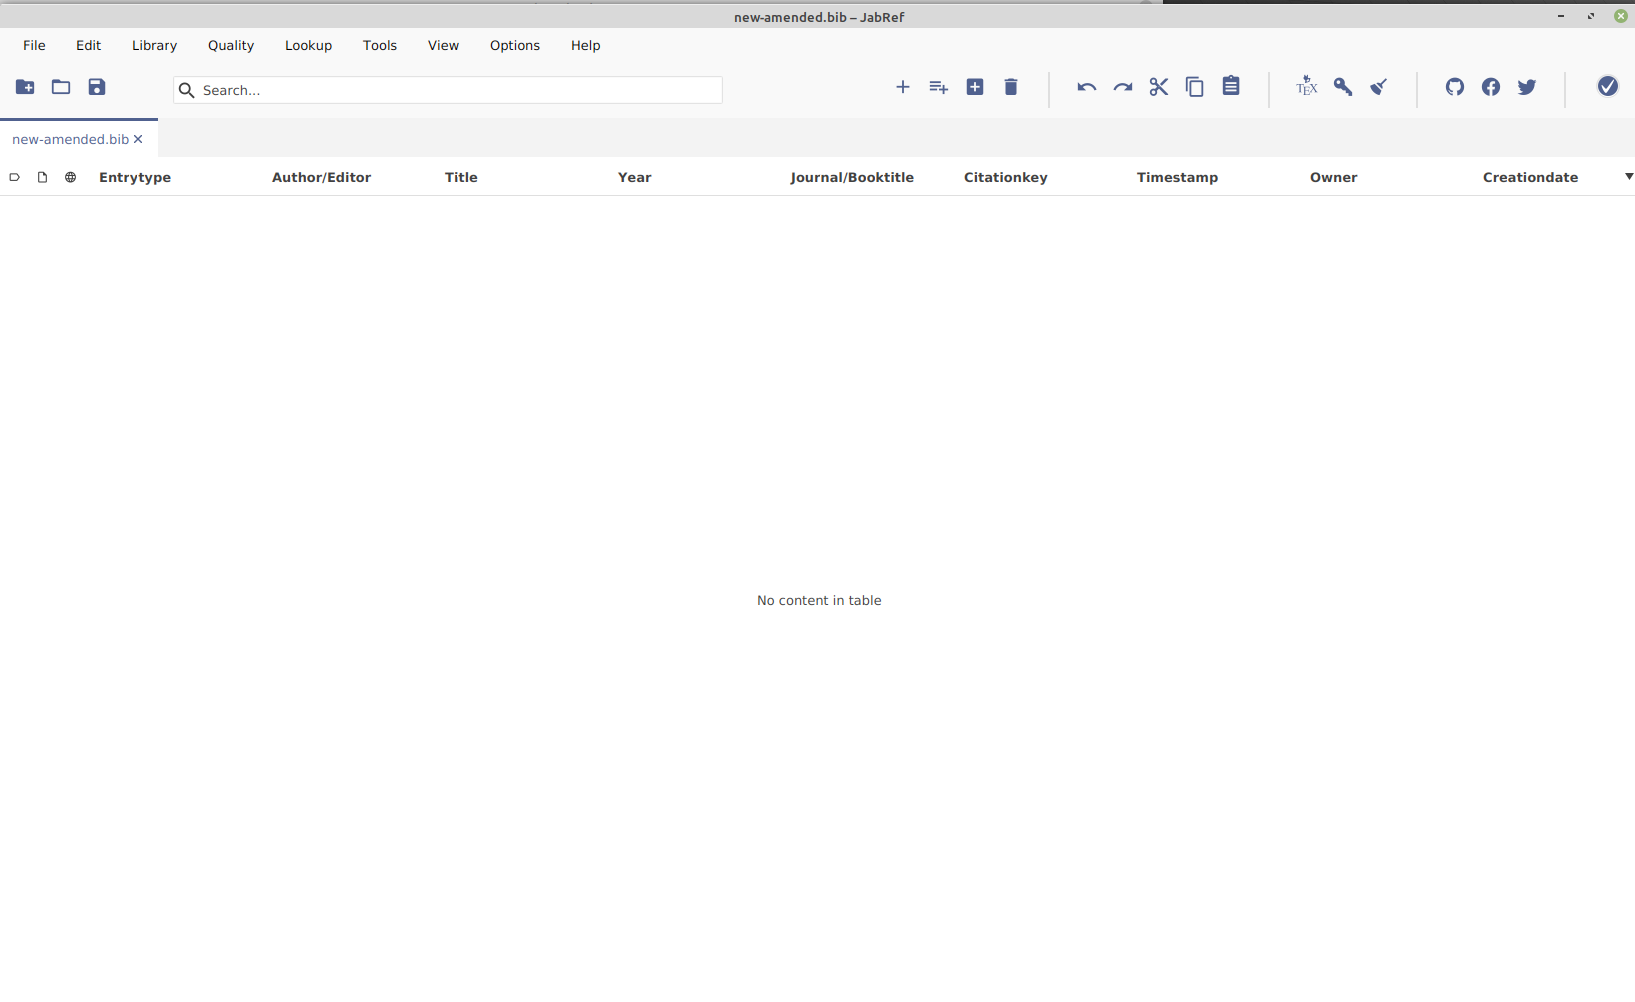 new-amended.bib – JabRef
File Edit Library Quality Lookup Tools View Options Help
Search...
TEX
new-amended.bib
Entrytype Author/Editor Title Year Journal/Booktitle Citationkey Timestamp Owner Creationdate
No content in table